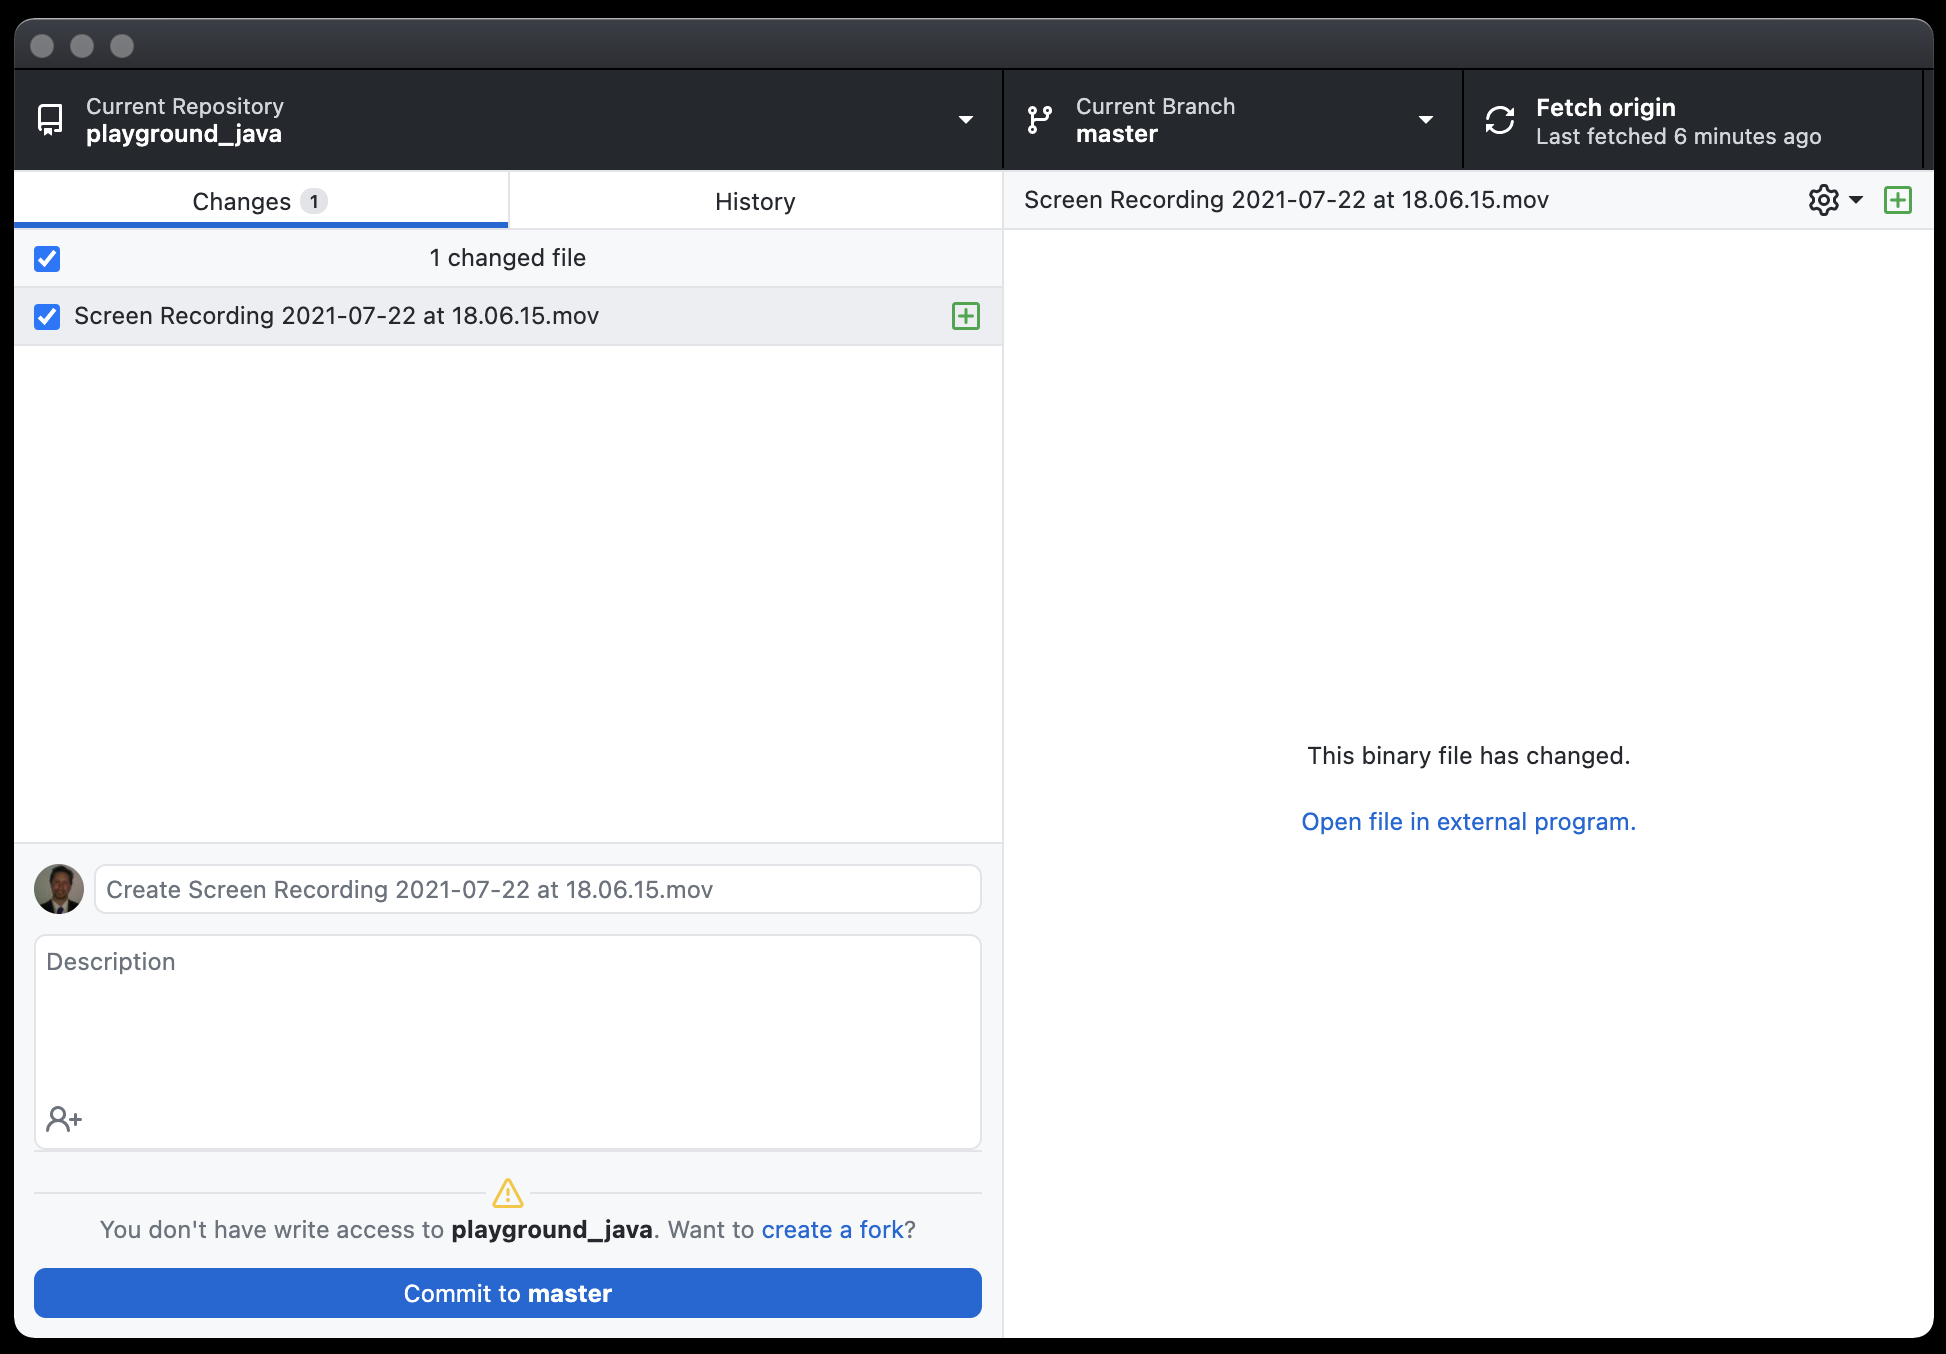 Current Repository
playground_java
Current Branch
master
Fetch origin
Last fetched 6 minutes ago
Changes 1
History
Screen Recording 2021-07-22 at 18.06.15.mov
1 changed file
Screen Recording 2021-07-22 at 18.06.15.mov
This binary file has changed.
Open file in external program.
Create Screen Recording 2021-07-22 at 18.06.15.mov
Description
You don't have write access to playground_java. Want to create a fork?
Commit to master